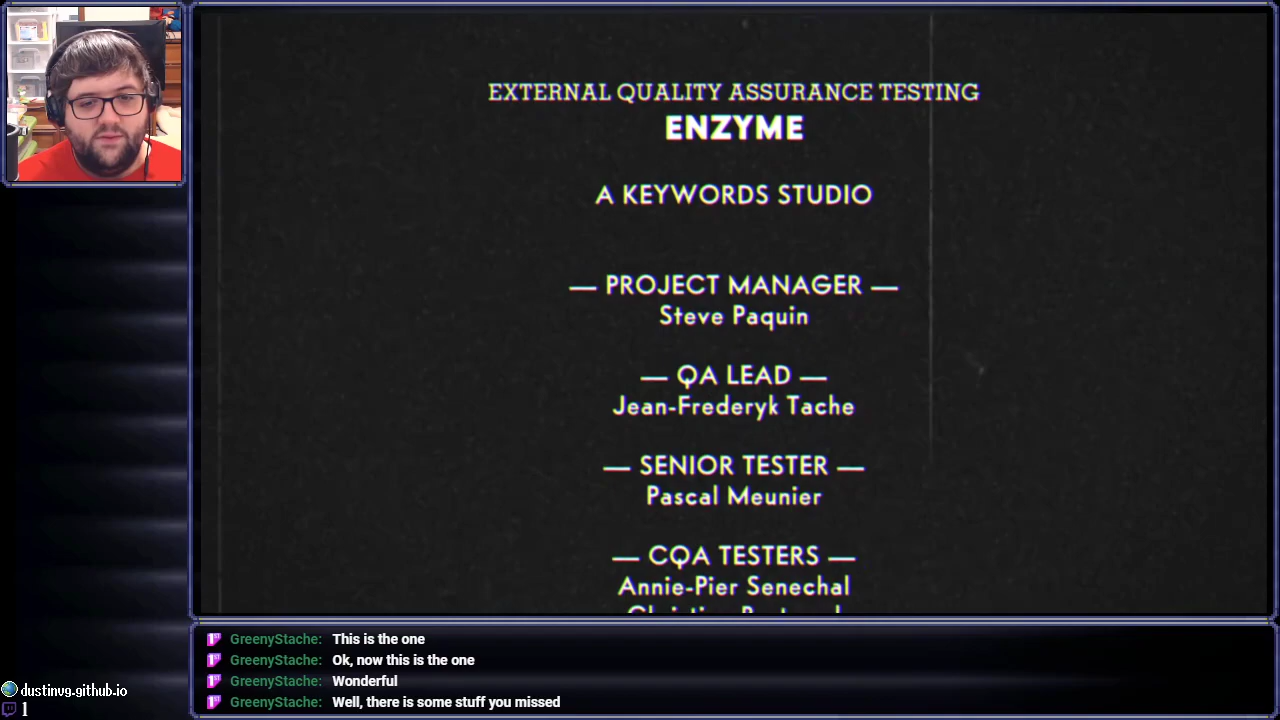 EXTERNAL QUALITY ASSURANCE TESTING
ENZYME
A KEYWORDS STUDIO
— PROJECT MANAGER —
Steve Paquin
— QA LEAD —
Jean-Frederyk Tache
— SENIOR TESTER —
Pascal Meunier
— CQA TESTERS —
Annie-Pier Senechal
GreenyStache: This is the one
GreenyStache: Ok, now this is the one
GreenyStache: Wonderful
GreenyStache: Well, there is some stuff you missed
dustinvg.github.io
1